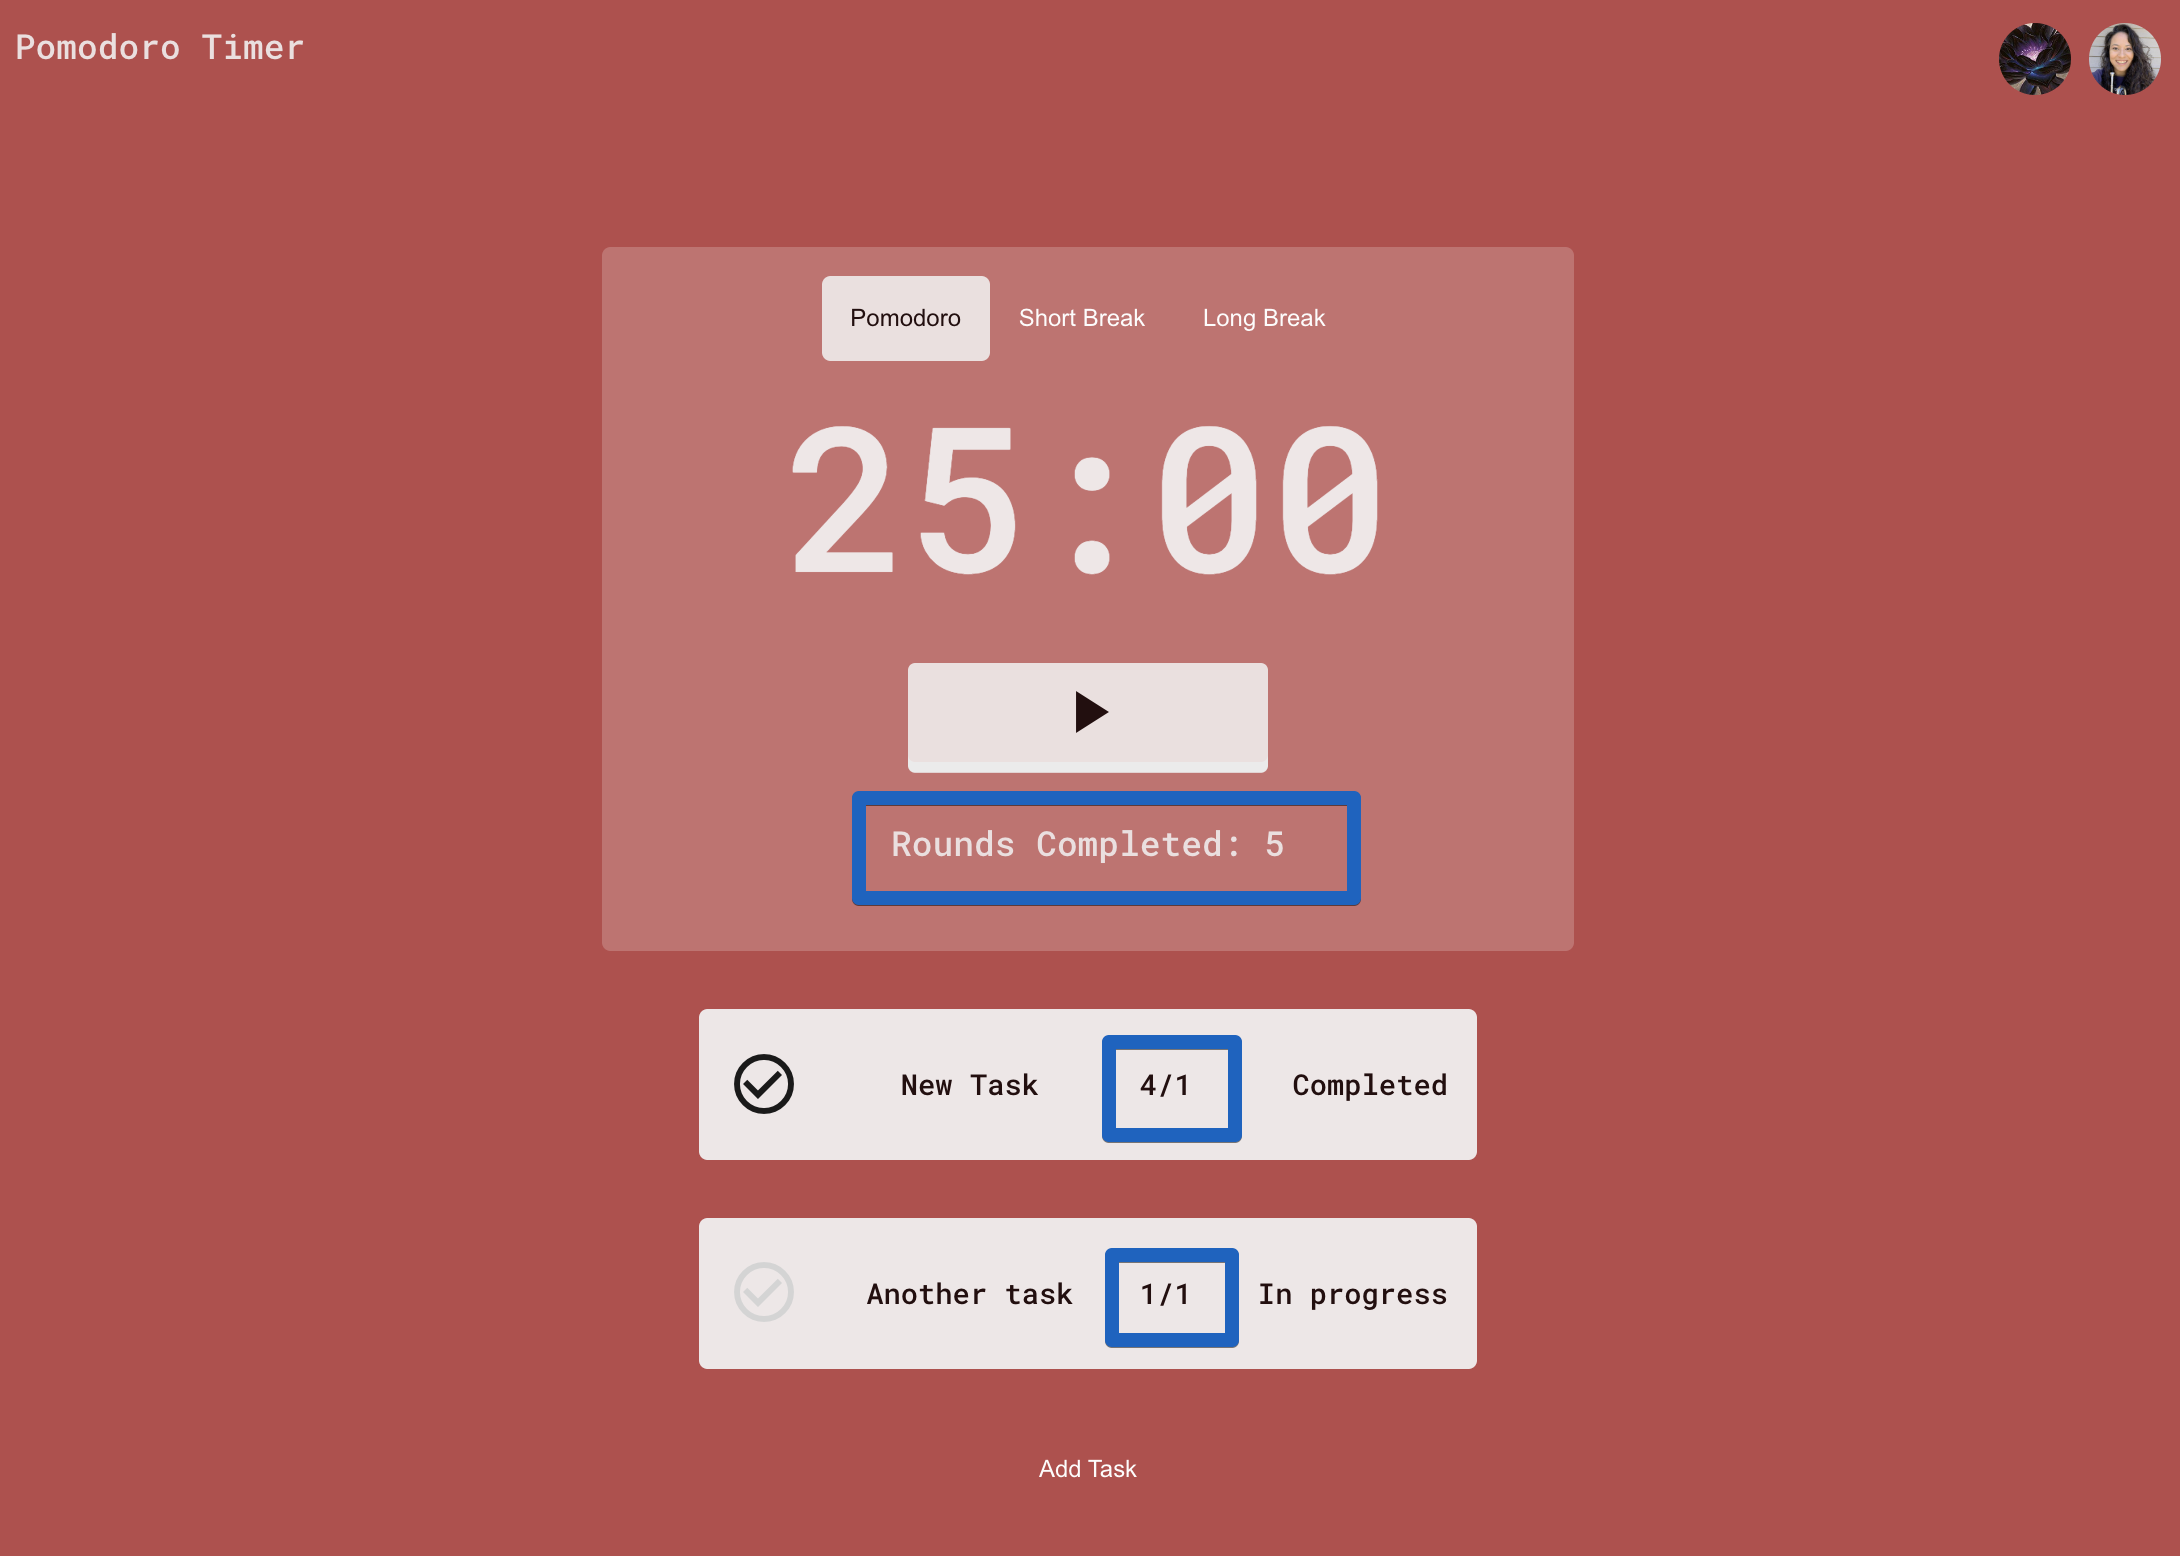 Pomodoro Timer
Pomodoro Short Break Long Break
25:00
Rounds Completed: 5
New Task 4/1 Completed
Another task 1/1 In progress
Add Task